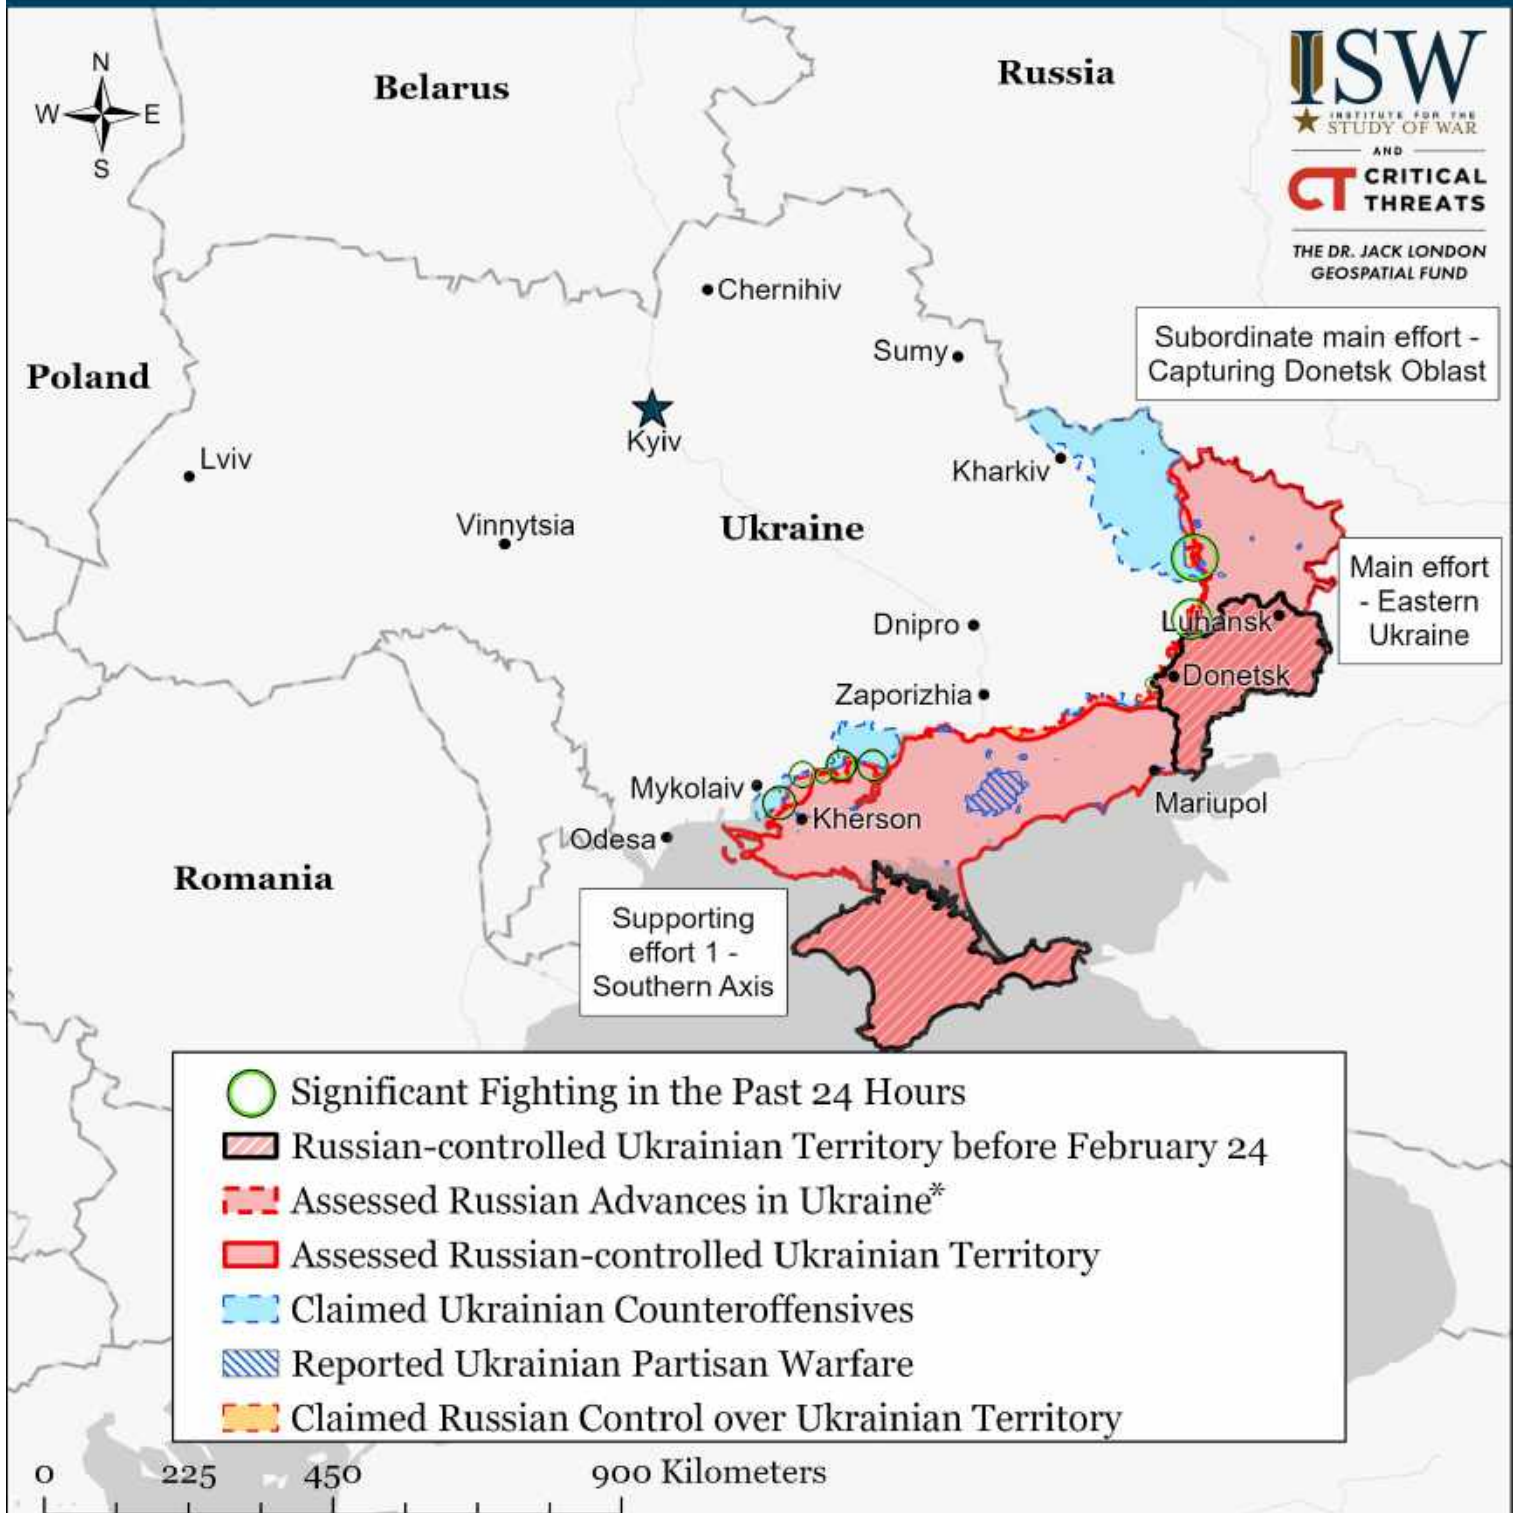 N
W
E
S
Belarus
Russia
ISW
INSTITUTE FOR THE
STUDY OF WAR
AND
CT CRITICAL
THREATS
THE DR. JACK LONDON
GEOSPATIAL FUND
Chernihiv
Subordinate main effort -
Capturing Donetsk Oblast
Sumy
Poland
Kyiv
Lviv
Kharkiv
Vinnytsia
Ukraine
Main effort
- Eastern
Ukraine
Dnipro
Luhansk
Donetsk
Zaporizhia
Mykolaiv
Mariupol
Kherson
Odesa
Romania
Supporting
effort 1 -
Southern Axis
Significant Fighting in the Past 24 Hours
Russian-controlled Ukrainian Territory before February 24
Assessed Russian Advances in Ukraine*
Assessed Russian-controlled Ukrainian Territory
Claimed Ukrainian Counteroffensives
Reported Ukrainian Partisan Warfare
Claimed Russian Control over Ukrainian Territory
0 225 450 900 Kilometers